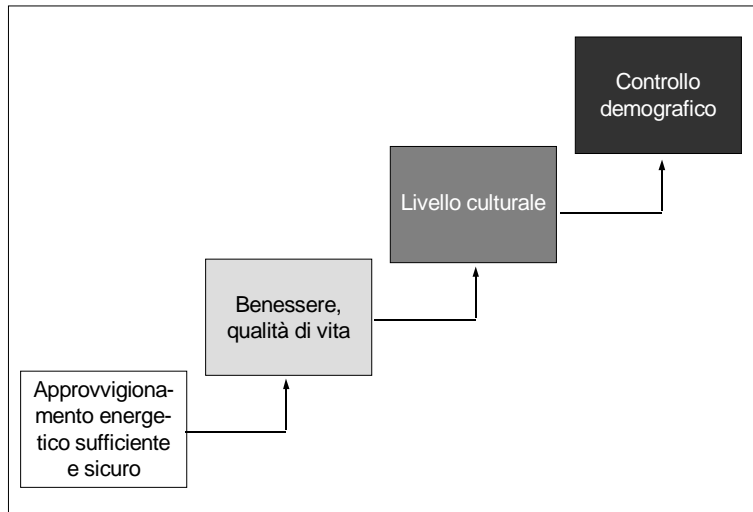 Controllo
demografico
Livello culturale
Benessere,
qualità di vita
Approvvigiona-
mento energe-
tico sufficiente
e sicuro